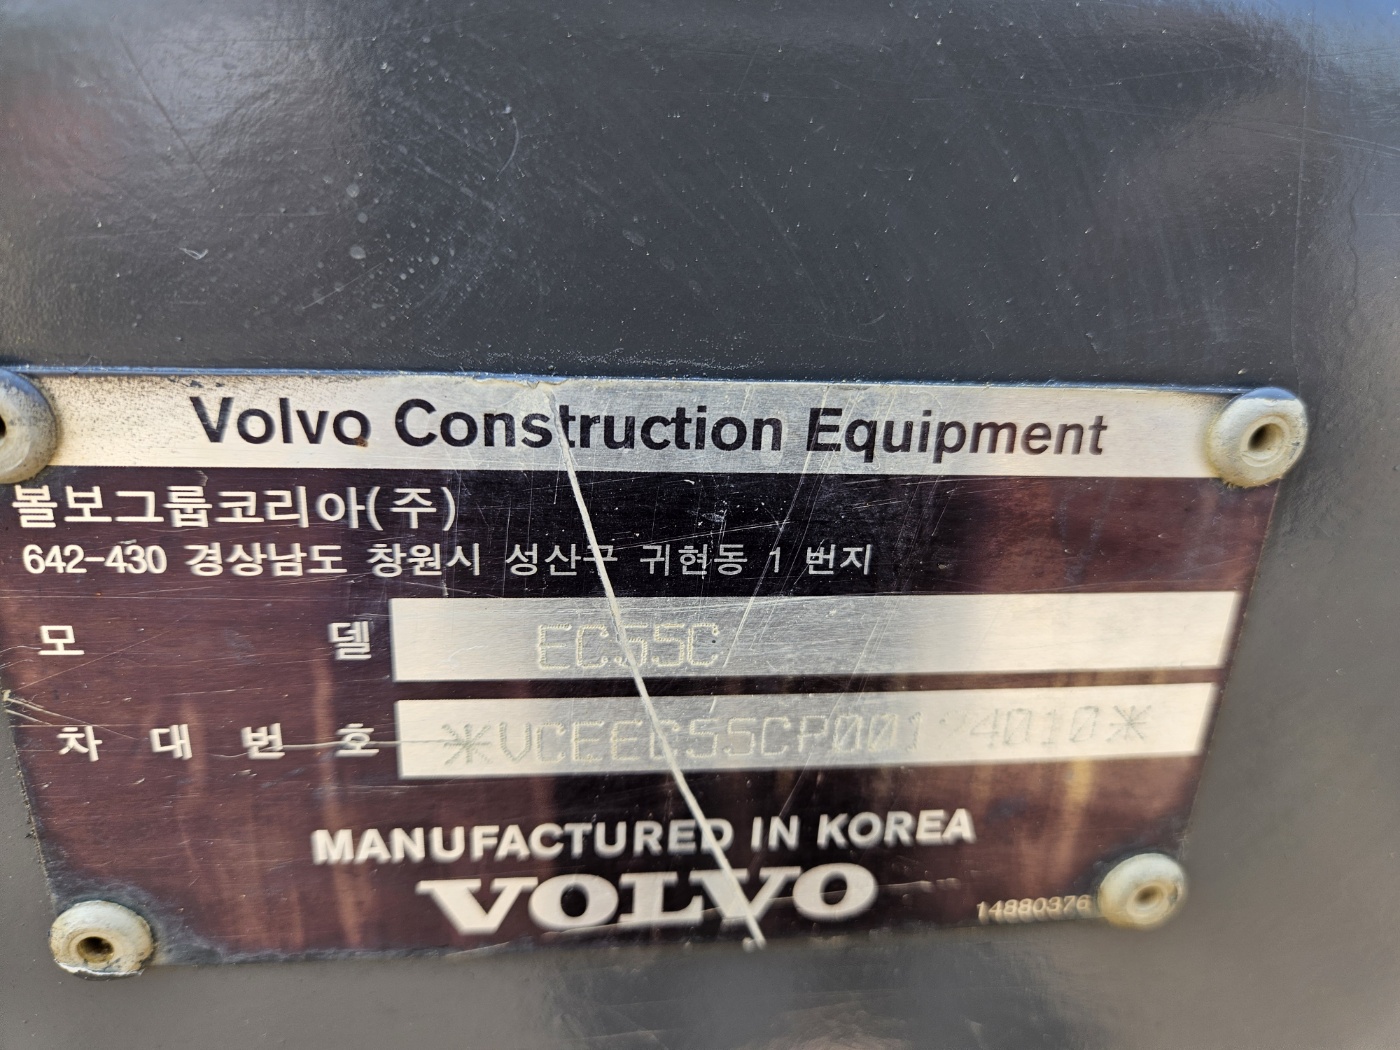 Volvo Construction Equipment
볼보그룹코리아(주)
642-430 경상남도 창원시 성산구 귀현동 1 번지
모 델 EC55C
차 대 번 호
MANUFACTURED IN KOREA
VOLVO
14880376